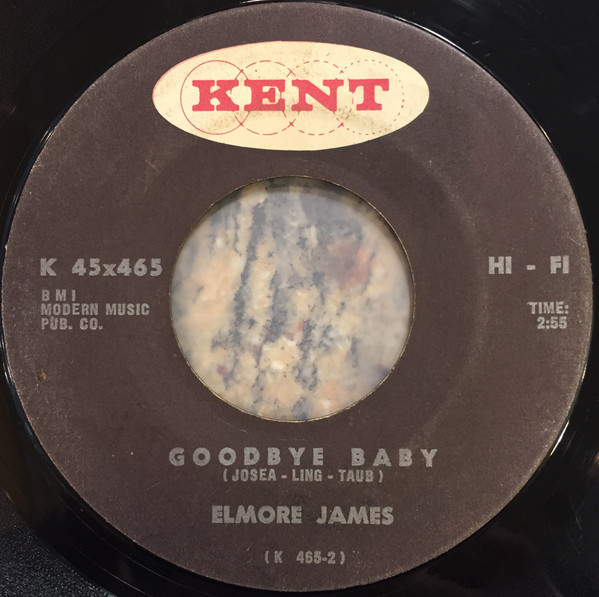 KENT
K 45x465
HI - FI
BMI
MODERN MUSIC
PUB. CO.
TIME:
2:55
GOODBYE BABY
(JOSEA - LING - TAUB)
ELMORE JAMES
(K 465-2)